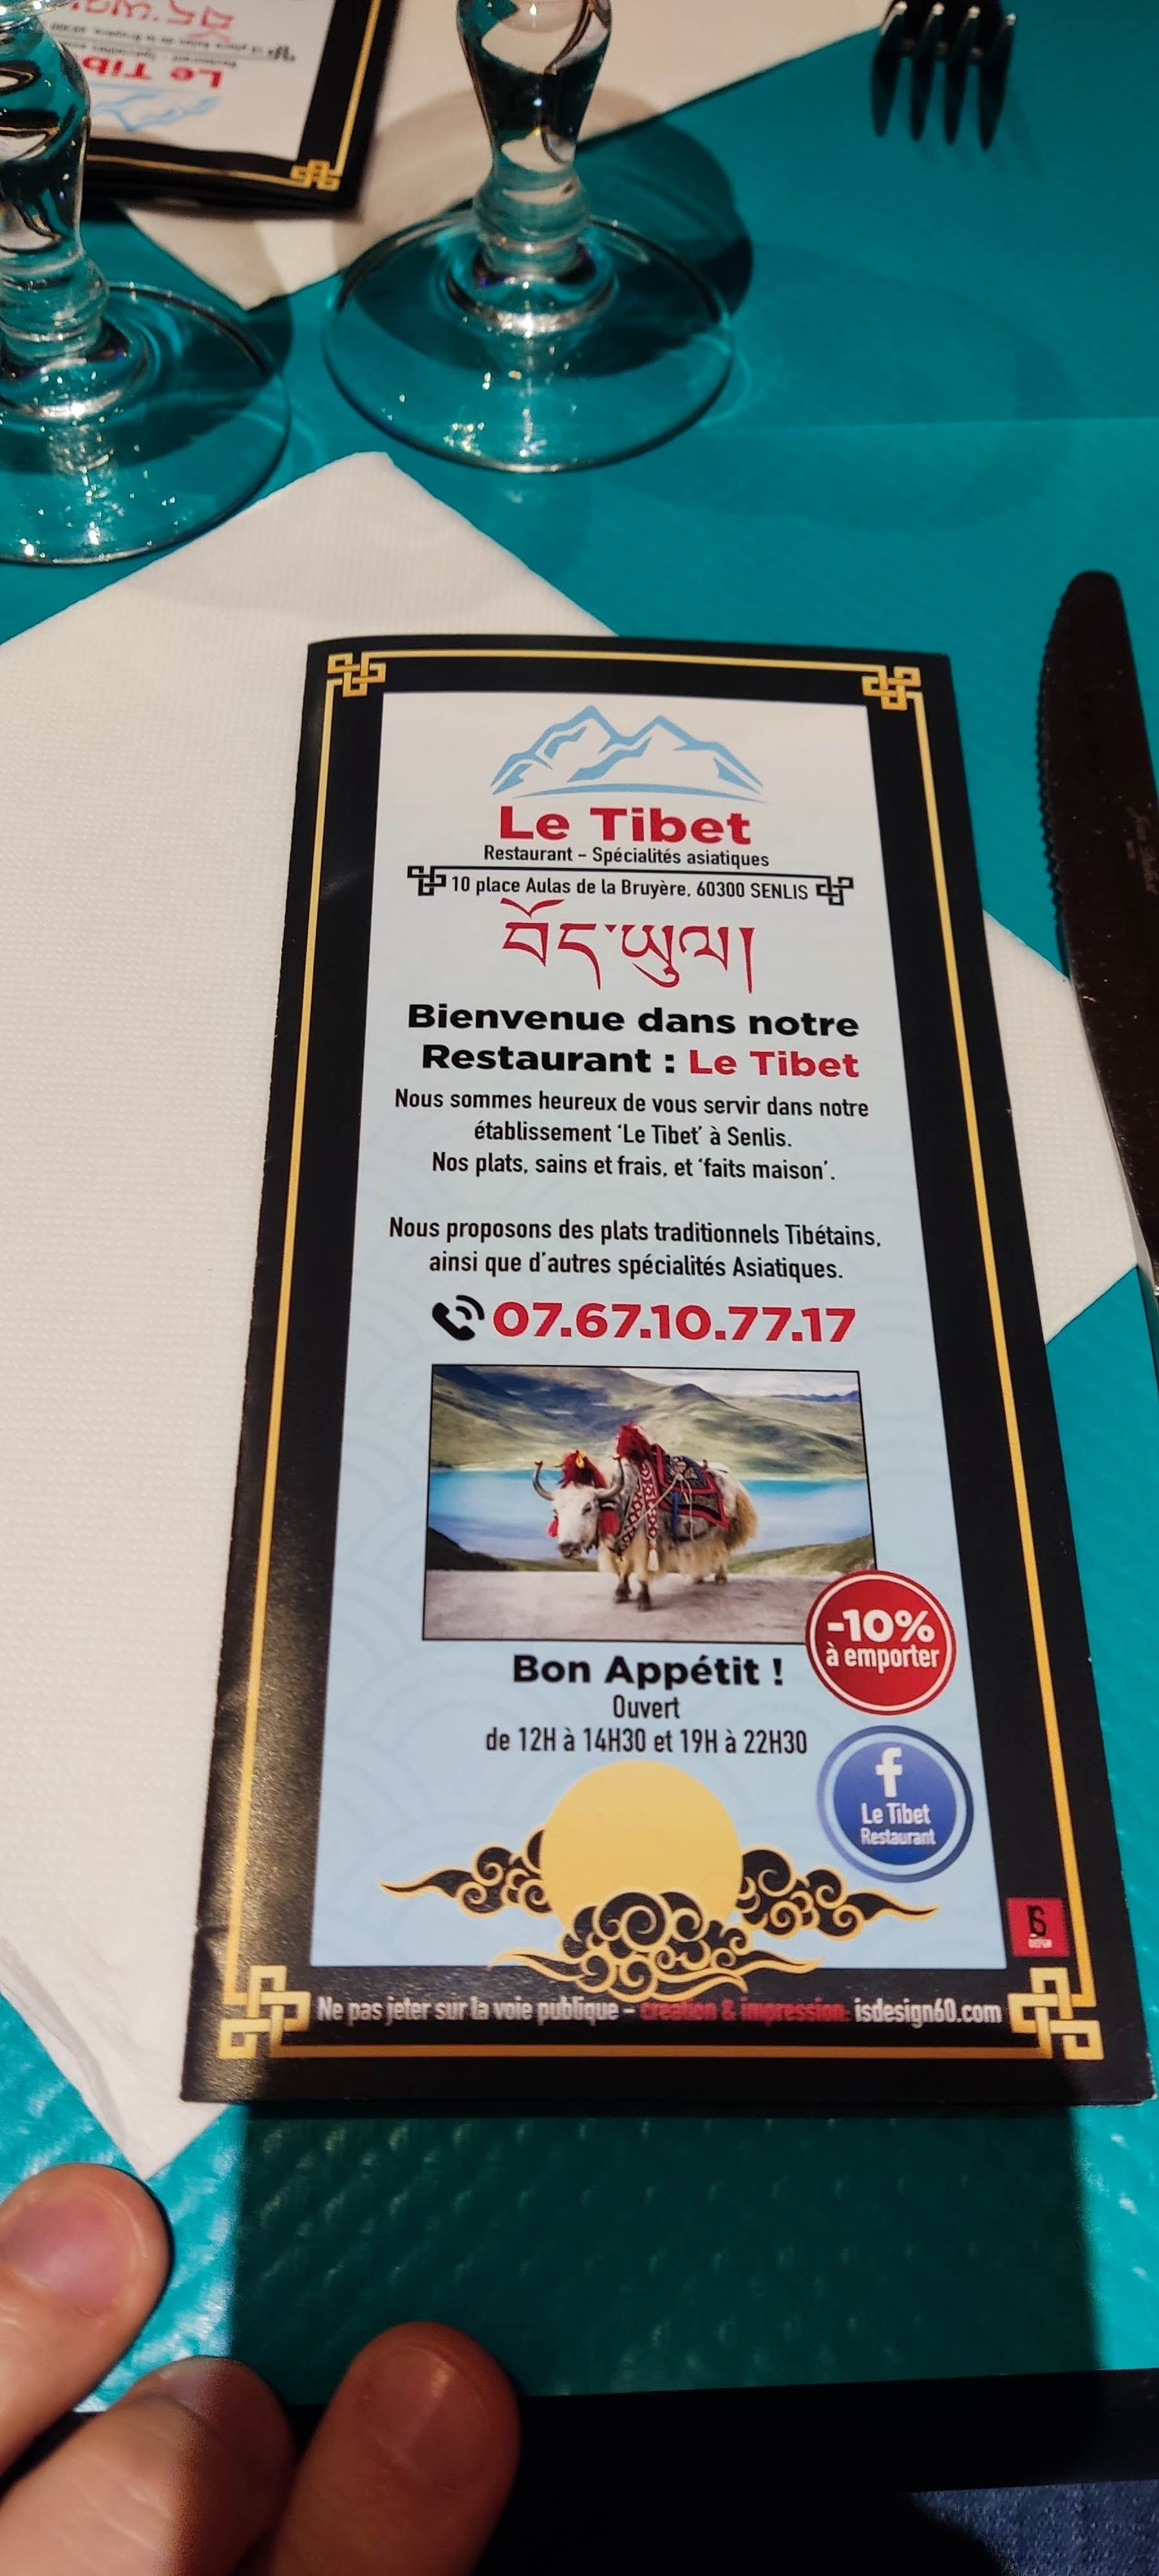 Le Tibet
Restaurant – Spécialités asiatiques
10 place Aulas de la Bruyère, 60300 SENLIS
བོད་ཡུལ།
Bienvenue dans notre
Restaurant : Le Tibet
Nous sommes heureux de vous servir dans notre
établissement ‘Le Tibet’ à Senlis.
Nos plats, sains et frais, et ‘faits maison’.
Nous proposons des plats traditionnels Tibétains,
ainsi que d'autres spécialités Asiatiques.
07.67.10.77.17
-10%
à emporter
Bon Appétit !
Ouvert
de 12H à 14H30 et 19H à 22H30
f
Le Tibet
Restaurant
Ne pas jeter sur la voie publique – création & impression: isdesign60.com